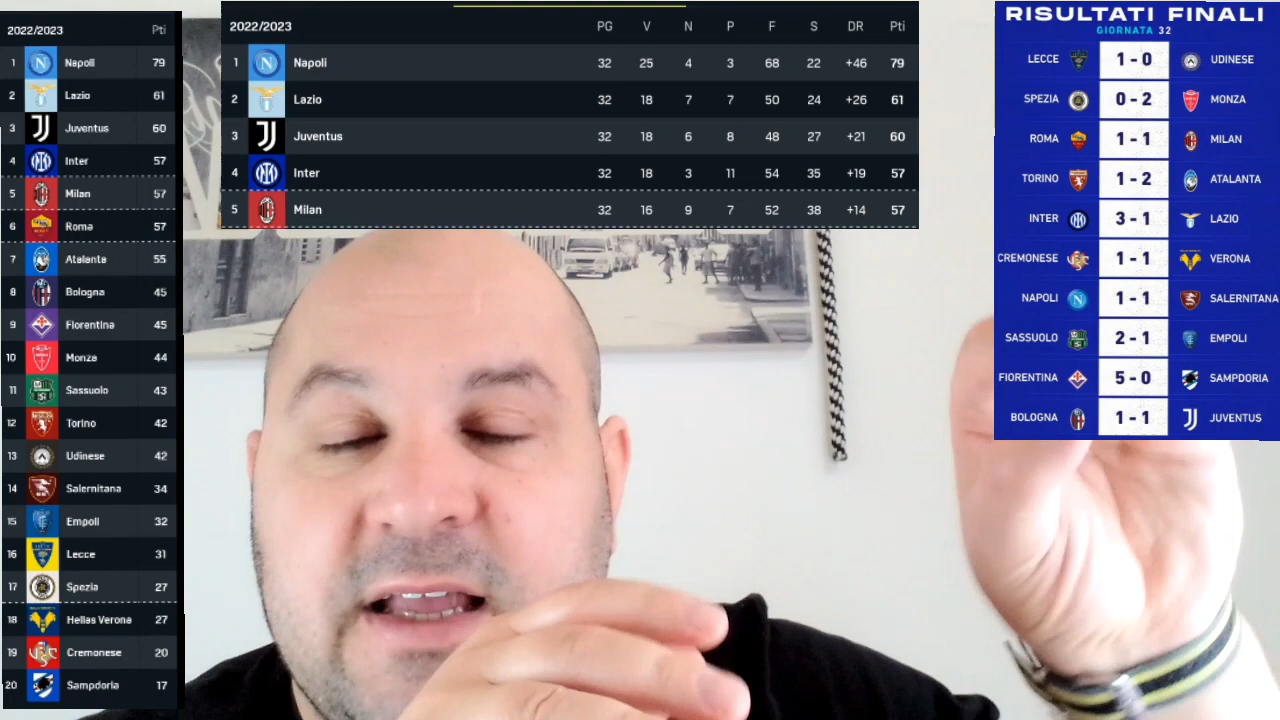 2022/2023 Pti
1 Napoli 79
2 Lazio 61
3 Juventus 60
4 Inter 57
5 Milan 57
6 Roma 57
7 Atalanta 55
8 Bologna 45
9 Fiorentina 45
10 Monza 44
11 Sassuolo 43
12 Torino 42
13 Udinese 42
14 Salernitana 34
15 Empoli 32
16 Lecce 31
17 Spezia 27
18 Hellas Verona 27
19 Cremonese 20
20 Sampdoria 17
2022/2023 PG V N P F S DR Pti
1 Napoli 32 25 4 3 68 22 +46 79
2 Lazio 32 18 7 7 50 24 +26 61
3 Juventus 32 18 6 8 48 27 +21 60
4 Inter 32 18 3 11 54 35 +19 57
5 Milan 32 16 9 7 52 38 +14 57
RISULTATI FINALI
GIORNATA 32
LECCE 1 - 0 UDINESE
SPEZIA 0 - 2 MONZA
ROMA 1 - 1 MILAN
TORINO 1 - 2 ATALANTA
INTER 3 - 1 LAZIO
CREMONESE 1 - 1 VERONA
NAPOLI 1 - 1 SALERNITANA
SASSUOLO 2 - 1 EMPOLI
FIORENTINA 5 - 0 SAMPDORIA
BOLOGNA 1 - 1 JUVENTUS